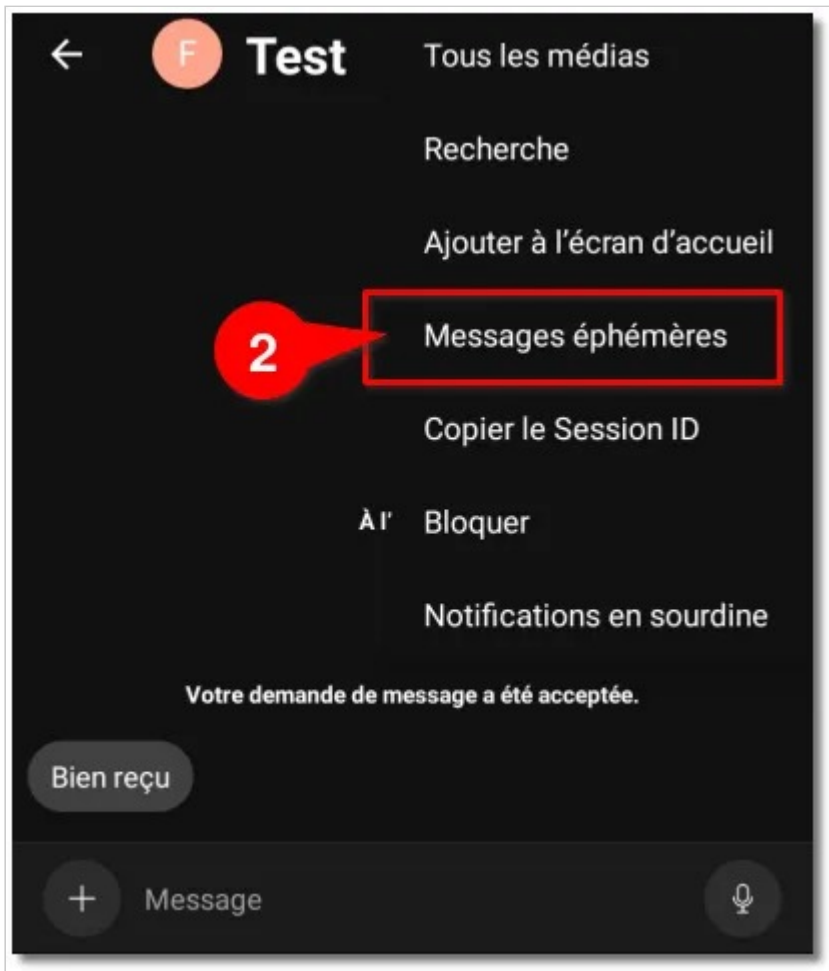 F Test Tous les médias
Recherche
Ajouter à l’écran d’accueil
2 Messages éphémères
Copier le Session ID
À l’ Bloquer
Notifications en sourdine
Votre demande de message a été acceptée.
Bien reçu
+ Message